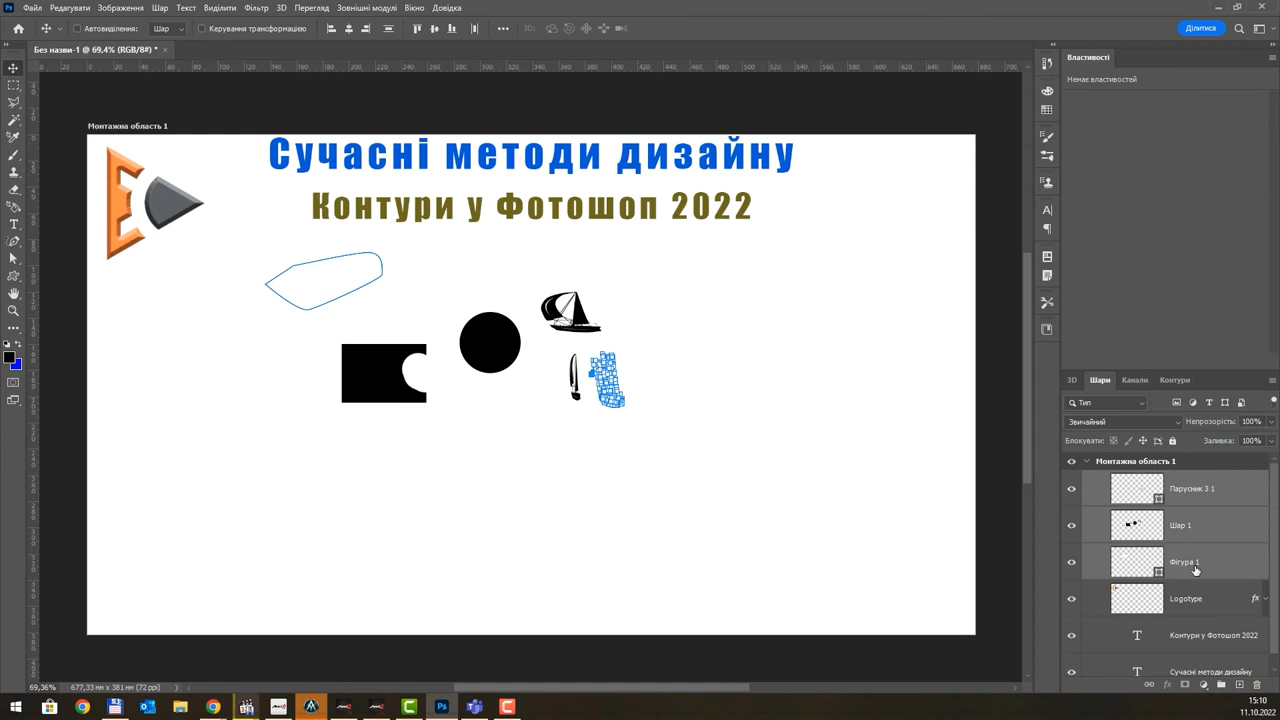 Файл Редагувати Зображення Шар Текст Виділити Фільтр 3D Перегляд Зовнішні модулі Вікно Довідка
Автовиділення: Шар Керування трансформацією 3D: Ділитися
Без назви-1 @ 69,4% (RGB/8#) *
Властивості
Немає властивостей
Монтажна область 1
Сучасні методи дизайну
Контури у Фотошоп 2022
3D Шари Канали Контури
Тип
Звичайний Непрозорість: 100%
Блокувати: Заливка: 100%
Монтажна область 1
Парусник 3 1
Шар 1
Фігура 1
Logotype fx
Контури у Фотошоп 2022
Сучасні методи дизайну
69,36% 677,33 mm x 381 mm (72 ppi)
15:10
11.10.2022